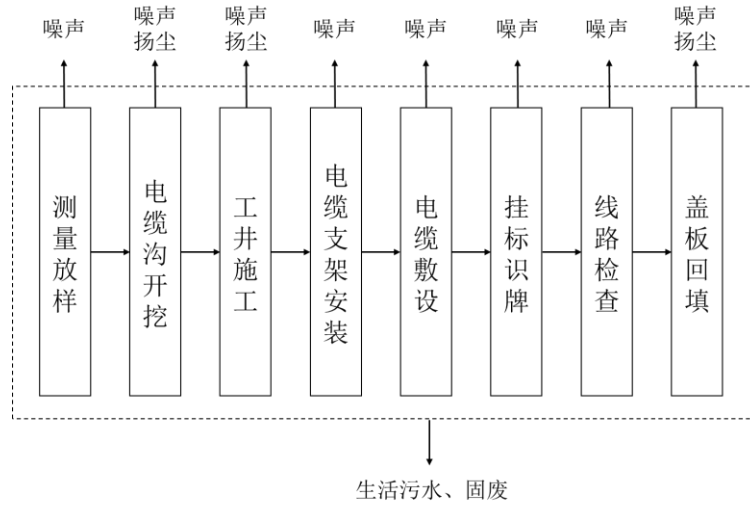 噪声
噪声
扬尘
噪声
扬尘
噪声
噪声
噪声
噪声
噪声
扬尘
测量放样
电缆沟开挖
工井施工
电缆支架安装
电缆敷设
挂标识牌
线路检查
盖板回填
生活污水、固废